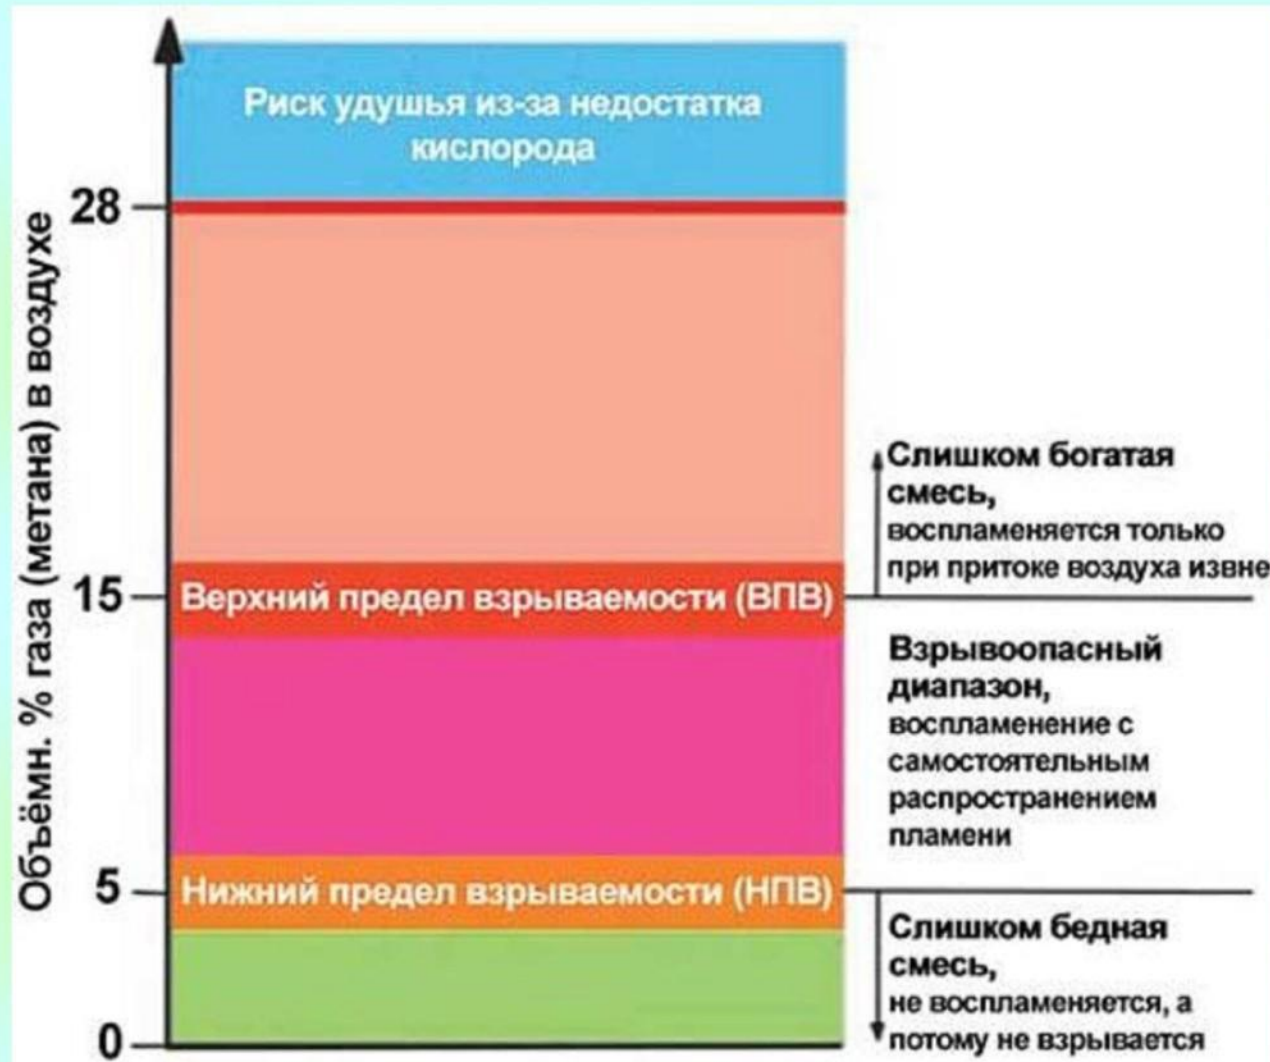 Объёмн. % газа (метана) в воздухе
Риск удушья из-за недостатка
кислорода
28
15
Верхний предел взрываемости (ВПВ)
5
Нижний предел взрываемости (НПВ)
0
Слишком богатая
смесь,
воспламеняется только
при притоке воздуха извне
Взрывоопасный
диапазон,
воспламенение с
самостоятельным
распространением
пламени
Слишком бедная
смесь,
не воспламеняется, а
потому не взрывается